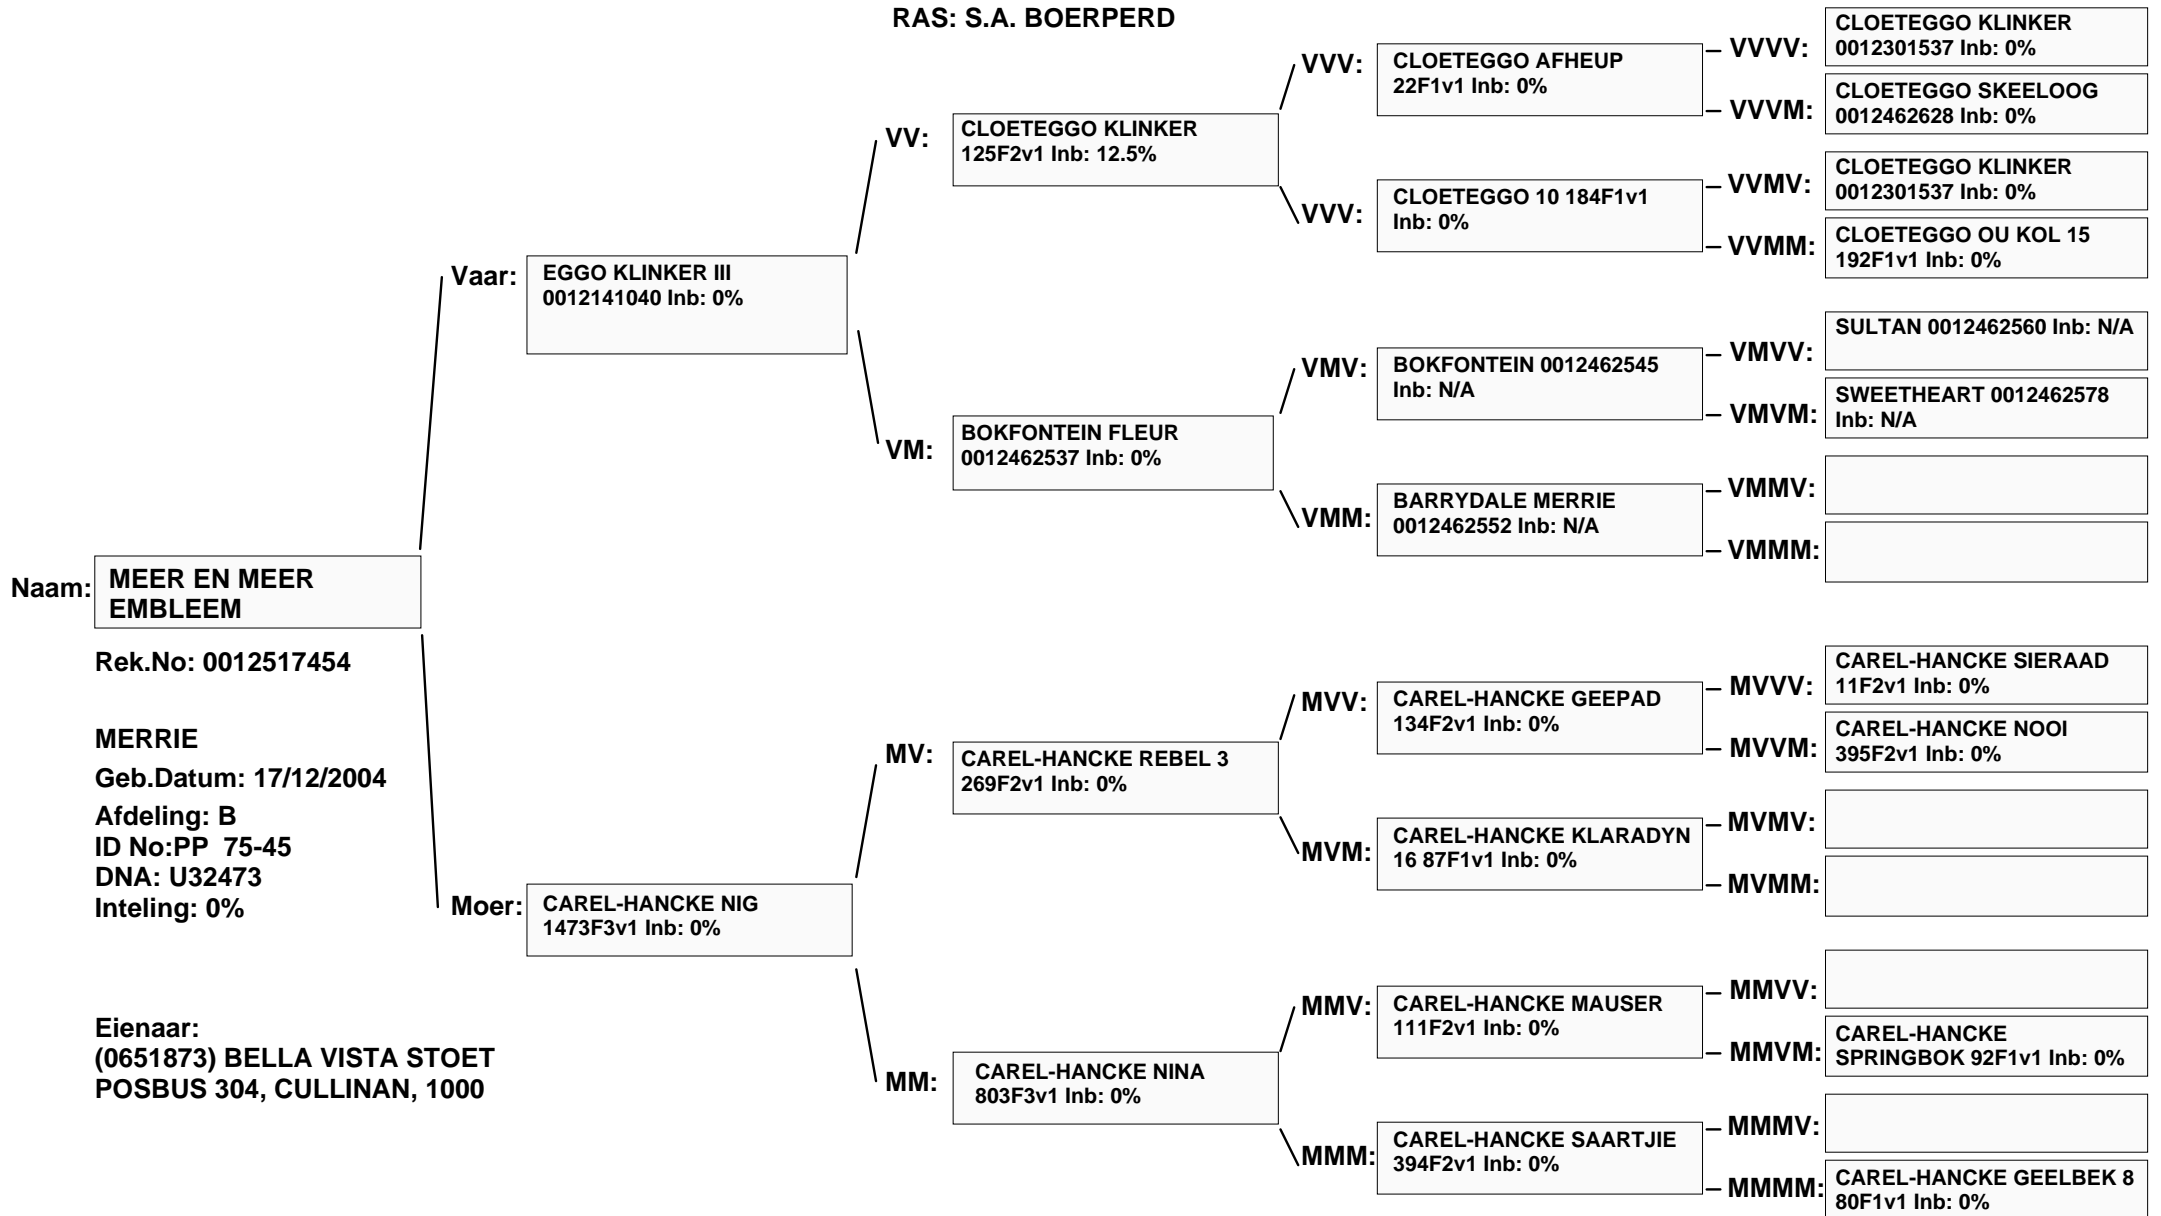 RAS: S.A. BOERPERD
Naam:
MEER EN MEER
EMBLEEM
Rek.No: 0012517454
MERRIE
Geb.Datum: 17/12/2004
Afdeling: B
ID No:PP 75-45
DNA: U32473
Inteling: 0%
Eienaar:
(0651873) BELLA VISTA STOET
POSBUS 304, CULLINAN, 1000
Vaar:
EGGO KLINKER III
0012141040 Inb: 0%
Moer:
CAREL-HANCKE NIG
1473F3v1 Inb: 0%
VV:
CLOETEGGO KLINKER
125F2v1 Inb: 12.5%
VM:
BOKFONTEIN FLEUR
0012462537 Inb: 0%
MV:
CAREL-HANCKE REBEL 3
269F2v1 Inb: 0%
MM:
CAREL-HANCKE NINA
803F3v1 Inb: 0%
VVV:
CLOETEGGO AFHEUP
22F1v1 Inb: 0%
VVV:
CLOETEGGO 10 184F1v1
Inb: 0%
VMV:
BOKFONTEIN 0012462545
Inb: N/A
VMM:
BARRYDALE MERRIE
0012462552 Inb: N/A
MVV:
CAREL-HANCKE GEEPAD
134F2v1 Inb: 0%
MVM:
CAREL-HANCKE KLARADYN
16 87F1v1 Inb: 0%
MMV:
CAREL-HANCKE MAUSER
111F2v1 Inb: 0%
MMM:
CAREL-HANCKE SAARTJIE
394F2v1 Inb: 0%
VVVV:
CLOETEGGO KLINKER
0012301537 Inb: 0%
VVVM:
CLOETEGGO SKEELOOG
0012462628 Inb: 0%
VVMV:
CLOETEGGO KLINKER
0012301537 Inb: 0%
VVMM:
CLOETEGGO OU KOL 15
192F1v1 Inb: 0%
VMVV:
SULTAN 0012462560 Inb: N/A
VMVM:
SWEETHEART 0012462578
Inb: N/A
VMMV:
VMMM:
MVVV:
CAREL-HANCKE SIERAAD
11F2v1 Inb: 0%
MVVM:
CAREL-HANCKE NOOI
395F2v1 Inb: 0%
MVMV:
MVMM:
MMVV:
MMVM:
CAREL-HANCKE
SPRINGBOK 92F1v1 Inb: 0%
MMMV:
MMMM:
CAREL-HANCKE GEELBEK 8
80F1v1 Inb: 0%